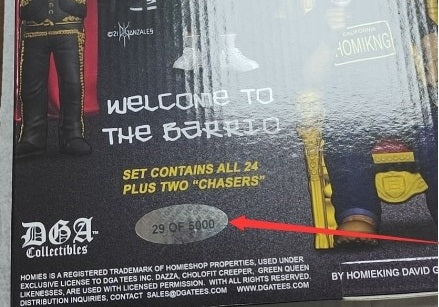 ©21 GONZALES
CALIFORNIA
HOMIKNG
WELCOME TO
THE BARRIO
SET CONTAINS ALL 24
PLUS TWO “CHASERS”
29 OF 5000
DGA™
Collectibles
HOMIES IS A REGISTERED TRADEMARK OF HOMIESHOP PROPERTIES, USED UNDER
EXCLUSIVE LICENSE TO DGA TEES INC. DAZZA, CHOLOFIT CREEPER, GREEN QUEEN
LIKENESSES, ARE USED WITH LICENSED PERMISSION. WITH ALL RIGHTS RESERVED
DISTRIBUTION INQUIRIES, CONTACT SALES@DGATEES.COM WWW.DGATEES.COM
BY HOMIEKING DAVID G